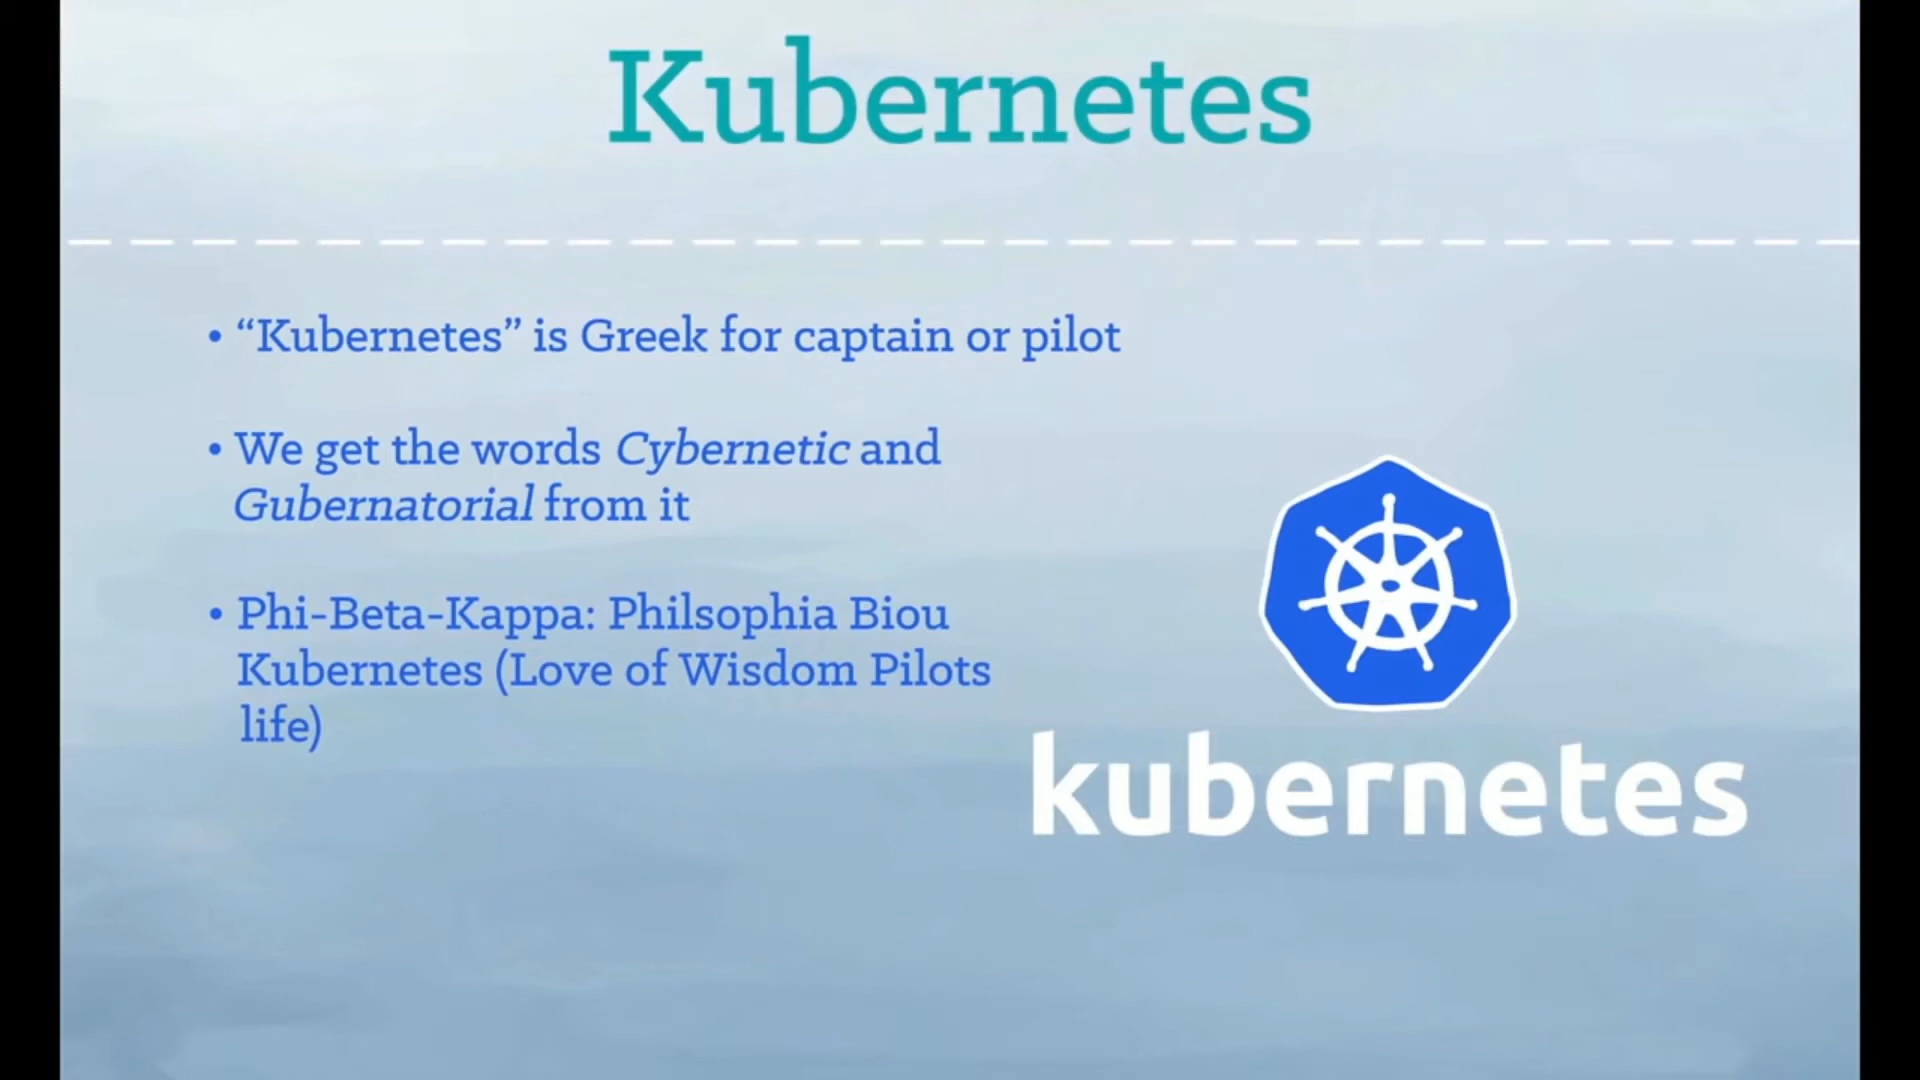 Kubernetes
• “Kubernetes” is Greek for captain or pilot
• We get the words Cybernetic and
Gubernatorial from it
• Phi-Beta-Kappa: Philsophia Biou
Kubernetes (Love of Wisdom Pilots
life)
kubernetes